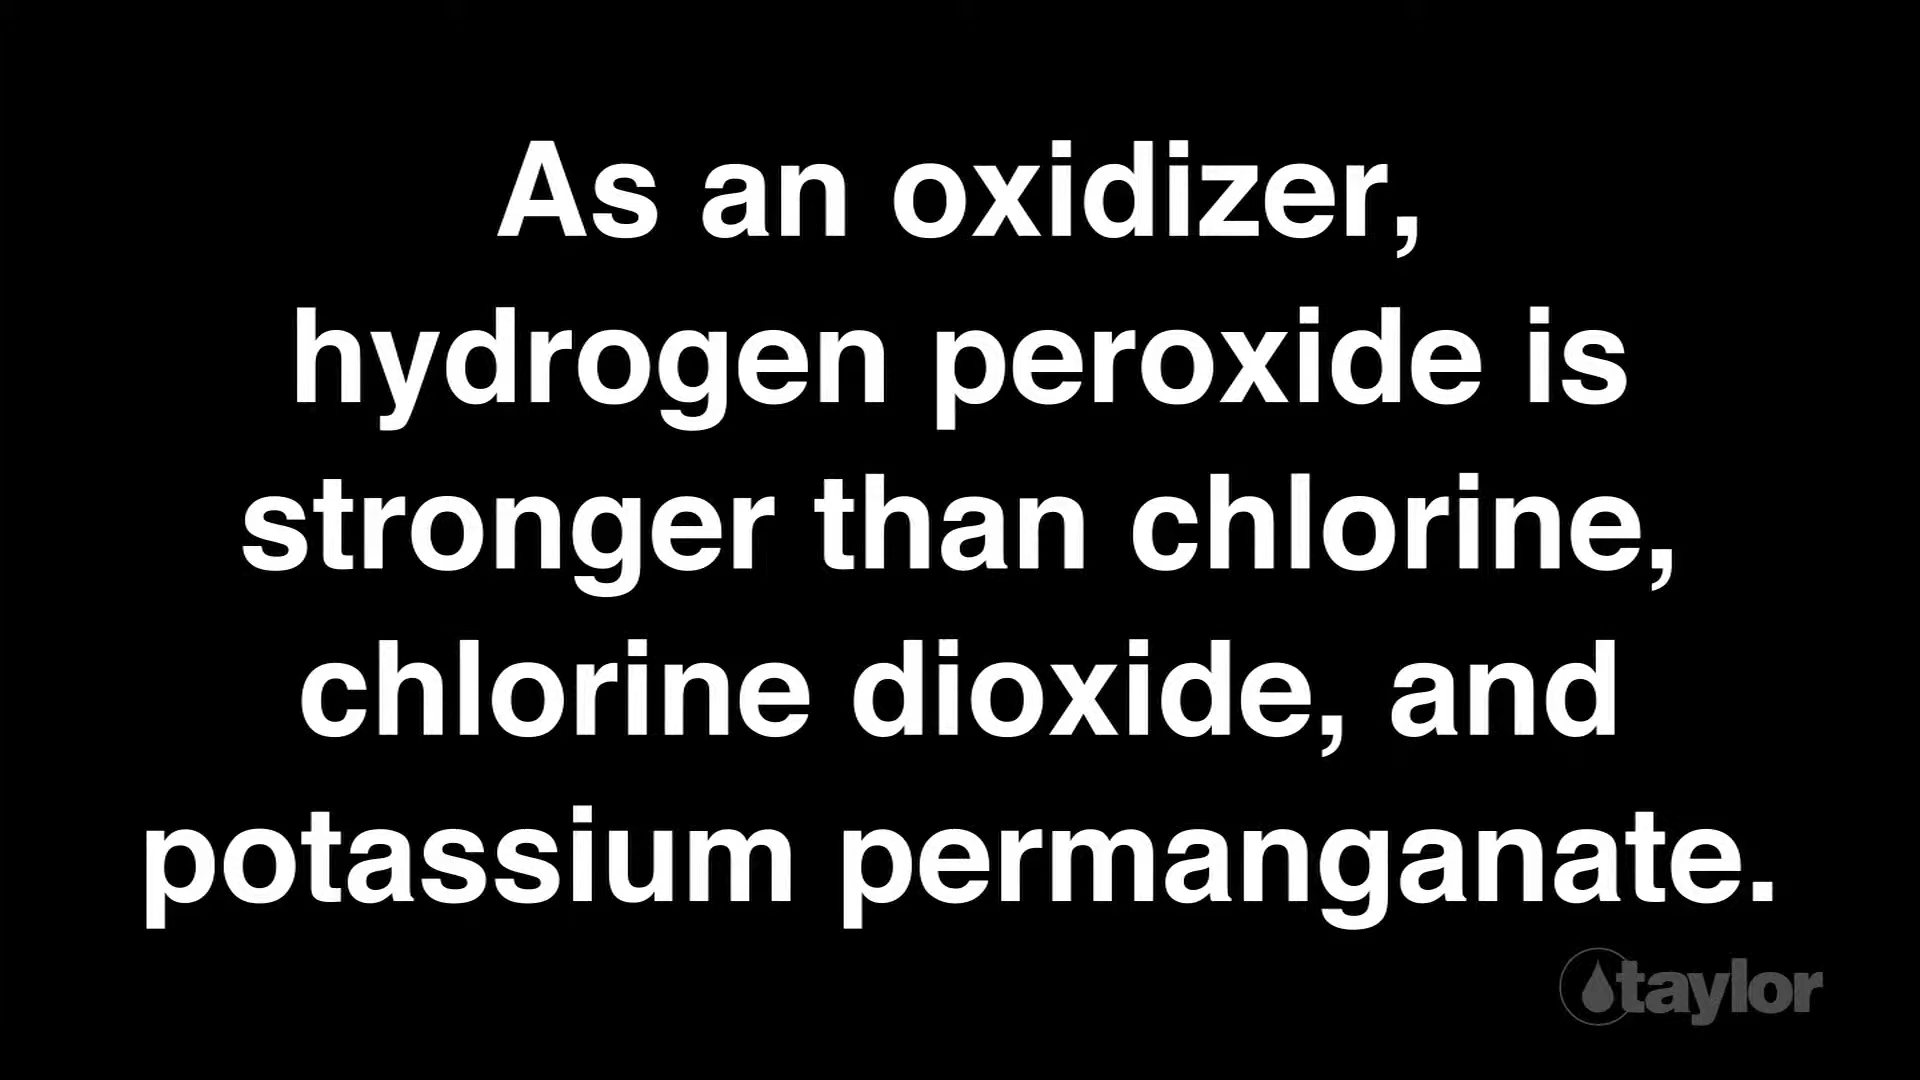 As an oxidizer,
hydrogen peroxide is
stronger than chlorine,
chlorine dioxide, and
potassium permanganate.
taylor